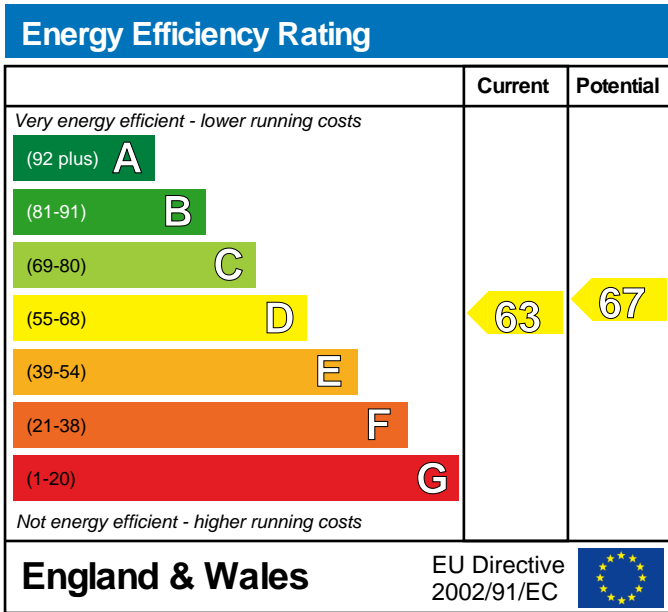 Energy Efficiency Rating
Current Potential
Very energy efficient - lower running costs
(92 plus) A
(81-91) B
(69-80) C
(55-68) D
63 67
(39-54) E
(21-38) F
(1-20) G
Not energy efficient - higher running costs
England & Wales
EU Directive
2002/91/EC